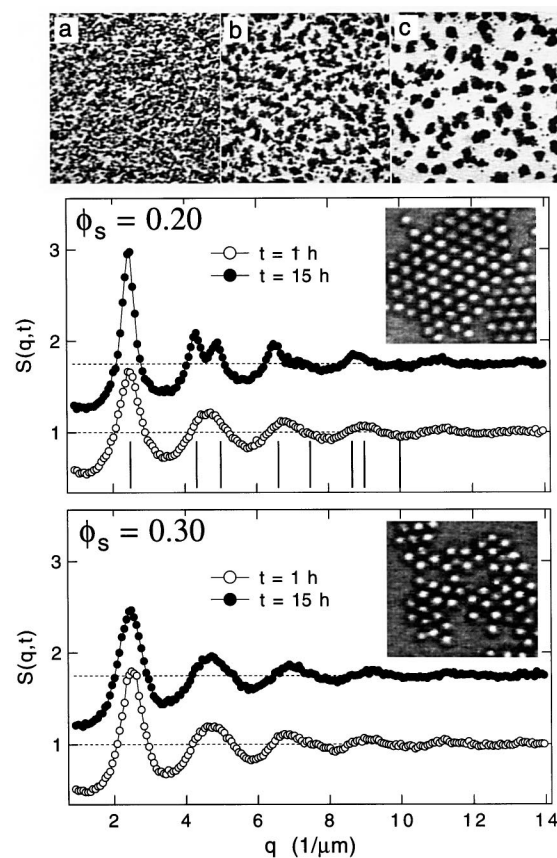 a b c
ϕs = 0.20
t = 1 h
t = 15 h
S(q,t)
3
2
1
ϕs = 0.30
t = 1 h
t = 15 h
S(q,t)
3
2
1
2 4 6 8 10 12 14
q (1/μm)